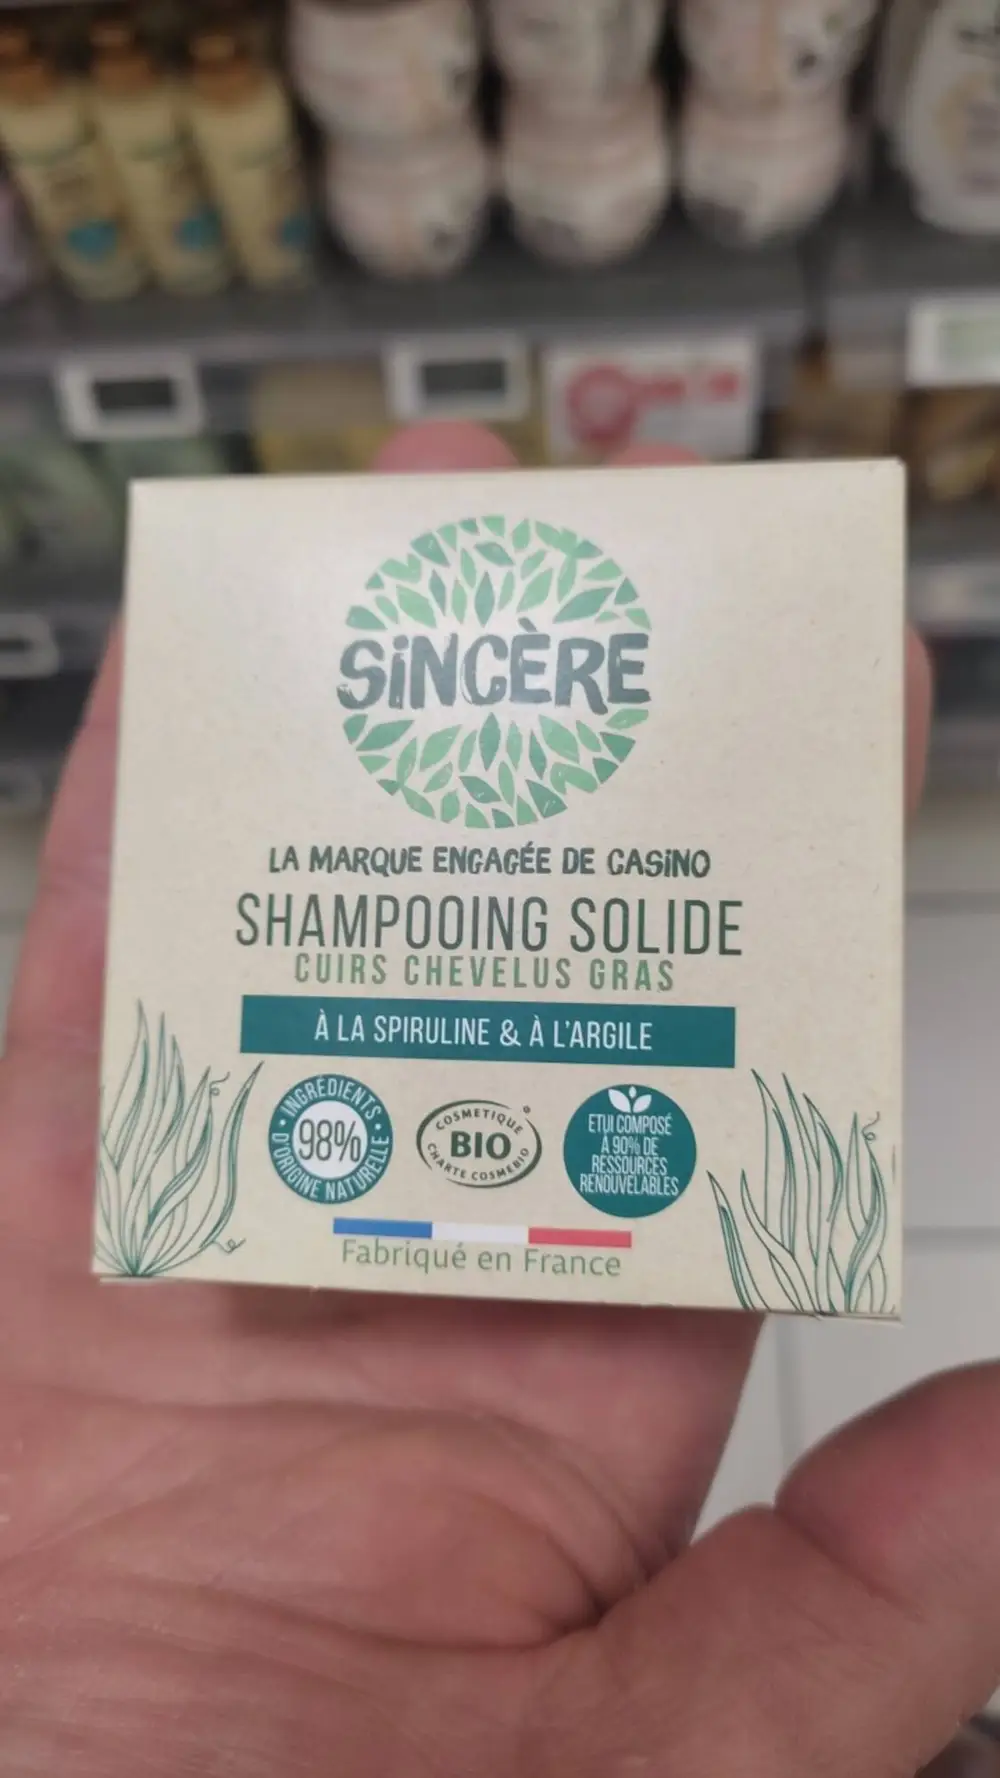 SiNCÈRE
LA MARQUE ENGAGÉE DE CASiNO
SHAMPOOING SOLIDE
CUIRS CHEVELUS GRAS
À LA SPIRULINE & À L'ARGILE
INGRÉDIENTS
98%
D'ORIGINE NATURELLE
COSMETIQUE
BIO
CHARTE COSMEBIO
ETUI COMPOSÉ
À 90% DE
RESSOURCES
RENOUVELABLES
Fabriqué en France